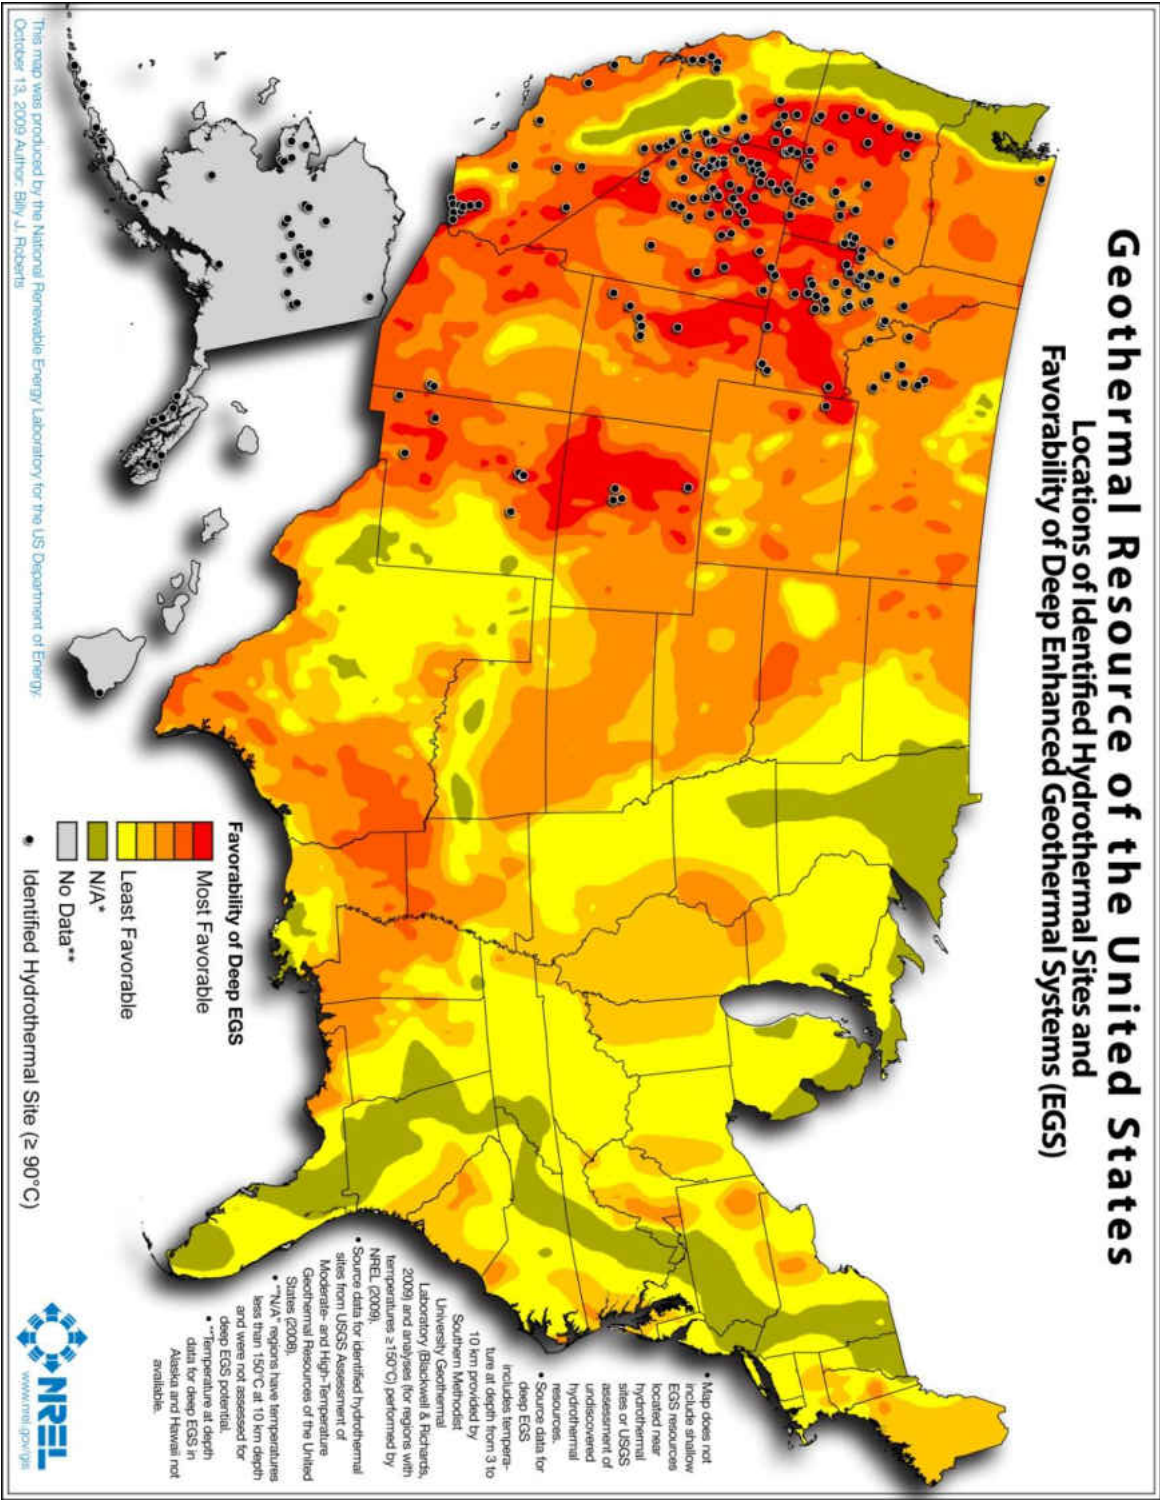 Geothermal Resource of the United States
Locations of Identified Hydrothermal Sites and
Favorability of Deep Enhanced Geothermal Systems (EGS)
Favorability of Deep EGS
Most Favorable
Least Favorable
N/A*
No Data**
Identified Hydrothermal Site (≥ 90°C)
• Map does not
include shallow
EGS resources
located near
hydrothermal
sites or USGS
assessment of
undiscovered
hydrothermal
resources.
• Source data for
deep EGS
includes tempera-
ture at depth from 3 to
10 km provided by
Southern Methodist
University Geothermal
Laboratory (Blackwell & Richards,
2009) and analyses (for regions with
temperatures ≥150°C) performed by
NREL (2009).
• Source data for identified hydrothermal
sites from USGS Assessment of
Moderate- and High-Temperature
Geothermal Resources of the United
States (2008).
• *"N/A" regions have temperatures
less than 150°C at 10 km depth
and were not assessed for
deep EGS potential.
• **Temperature at depth
data for deep EGS in
Alaska and Hawaii not
available.
This map was produced by the National Renewable Energy Laboratory for the US Department of Energy.
October 13, 2009 Author: Billy J. Roberts
NREL
www.nrel.gov/gis